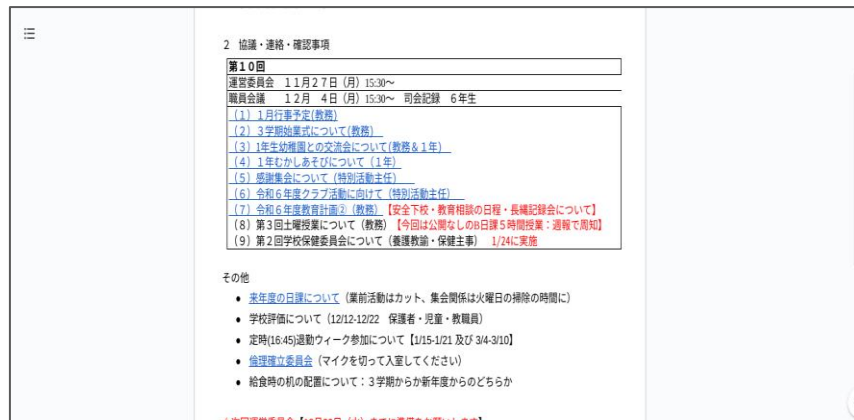 2　協議・連絡・確認事項
第10回
運営委員会　11月27日（月）15:30～
職員会議　12月　4日（月）15:30～　司会記録　6年生
（1）1月行事予定(教務)
（2）3学期始業式について(教務)
（3）1年生幼稚園との交流会について(教務＆1年)
（4）1年むかしあそびについて（1年）
（5）感謝集会について（特別活動主任）
（6）令和6年度クラブ活動に向けて（特別活動主任）
（7）令和6年度教育計画②（教務）【安全下校・教育相談の日程・長縄記録会について】
（8）第3回土曜授業について（教務）【今回は公開なしのB日課5時間授業：週報で周知】
（9）第2回学校保健委員会について（養護教諭・保健主事）　1/24に実施
その他
● 来年度の日課について（業前活動はカット、集会関係は火曜日の掃除の時間に）
● 学校評価について（12/12-12/22　保護者・児童・教職員）
● 定時(16:45)退勤ウィーク参加について【1/15-1/21 及び 3/4-3/10】
● 倫理確立委員会（マイクを切って入室してください）
● 給食時の机の配置について：3学期からか新年度からのどちらか